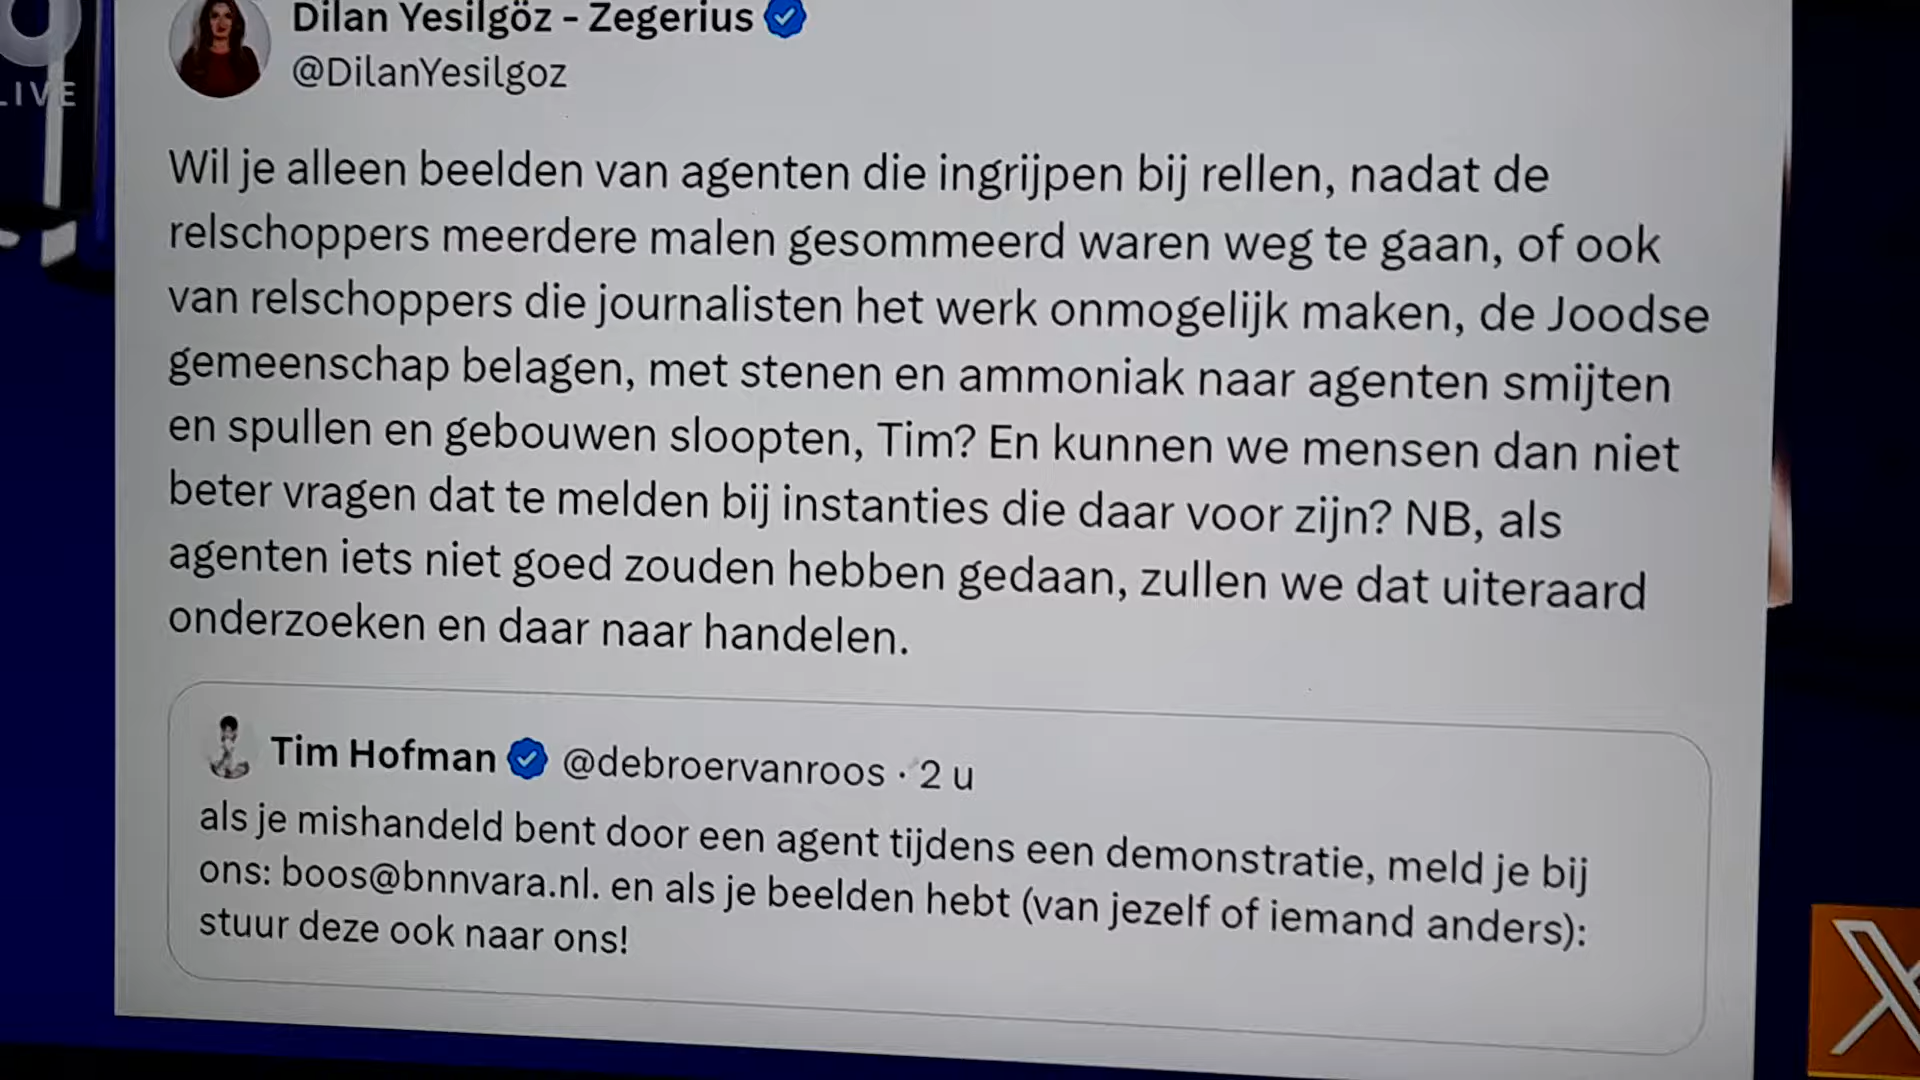 LIVE
Dilan Yesilgöz - Zegerius
@DilanYesilgoz
Wil je alleen beelden van agenten die ingrijpen bij rellen, nadat de
relschoppers meerdere malen gesommeerd waren weg te gaan, of ook
van relschoppers die journalisten het werk onmogelijk maken, de Joodse
gemeenschap belagen, met stenen en ammoniak naar agenten smijten
en spullen en gebouwen sloopten, Tim? En kunnen we mensen dan niet
beter vragen dat te melden bij instanties die daar voor zijn? NB, als
agenten iets niet goed zouden hebben gedaan, zullen we dat uiteraard
onderzoeken en daar naar handelen.
Tim Hofman @debroervanroos · 2 u
als je mishandeld bent door een agent tijdens een demonstratie, meld je bij
ons: boos@bnnvara.nl. en als je beelden hebt (van jezelf of iemand anders):
stuur deze ook naar ons!
X